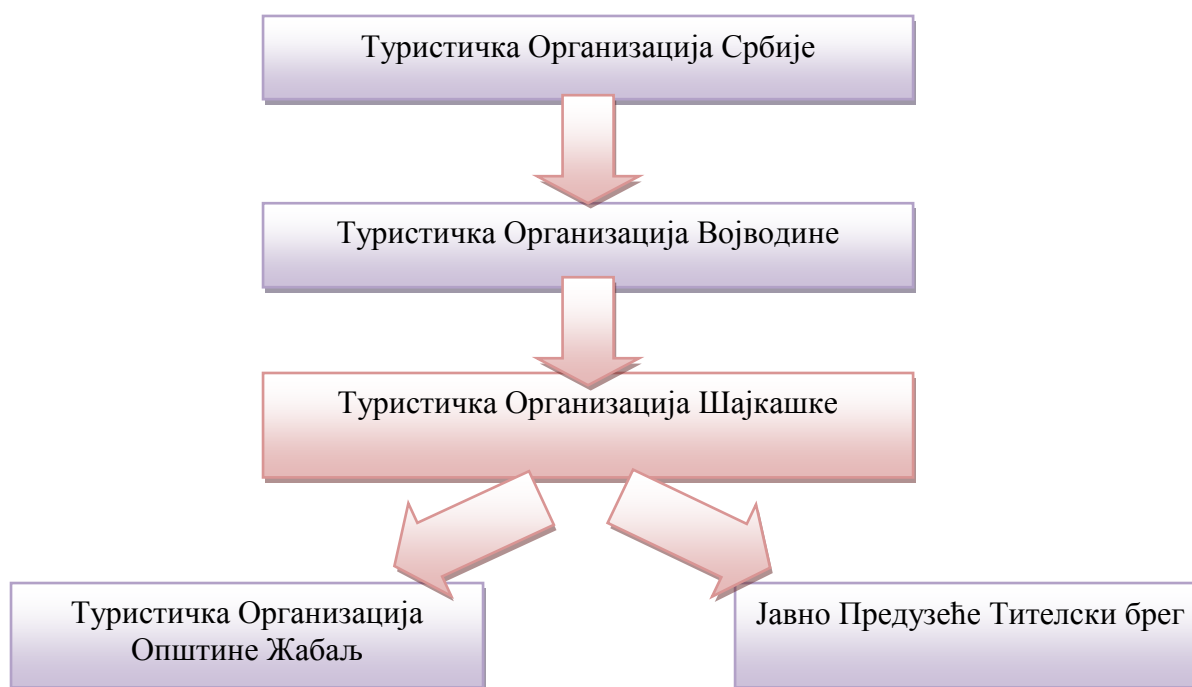 Туристичка Организација Србије
Туристичка Организација Војводине
Туристичка Организација Шајкашке
Туристичка Организација
Општине Жабаљ
Јавно Предузеће Тителски брег